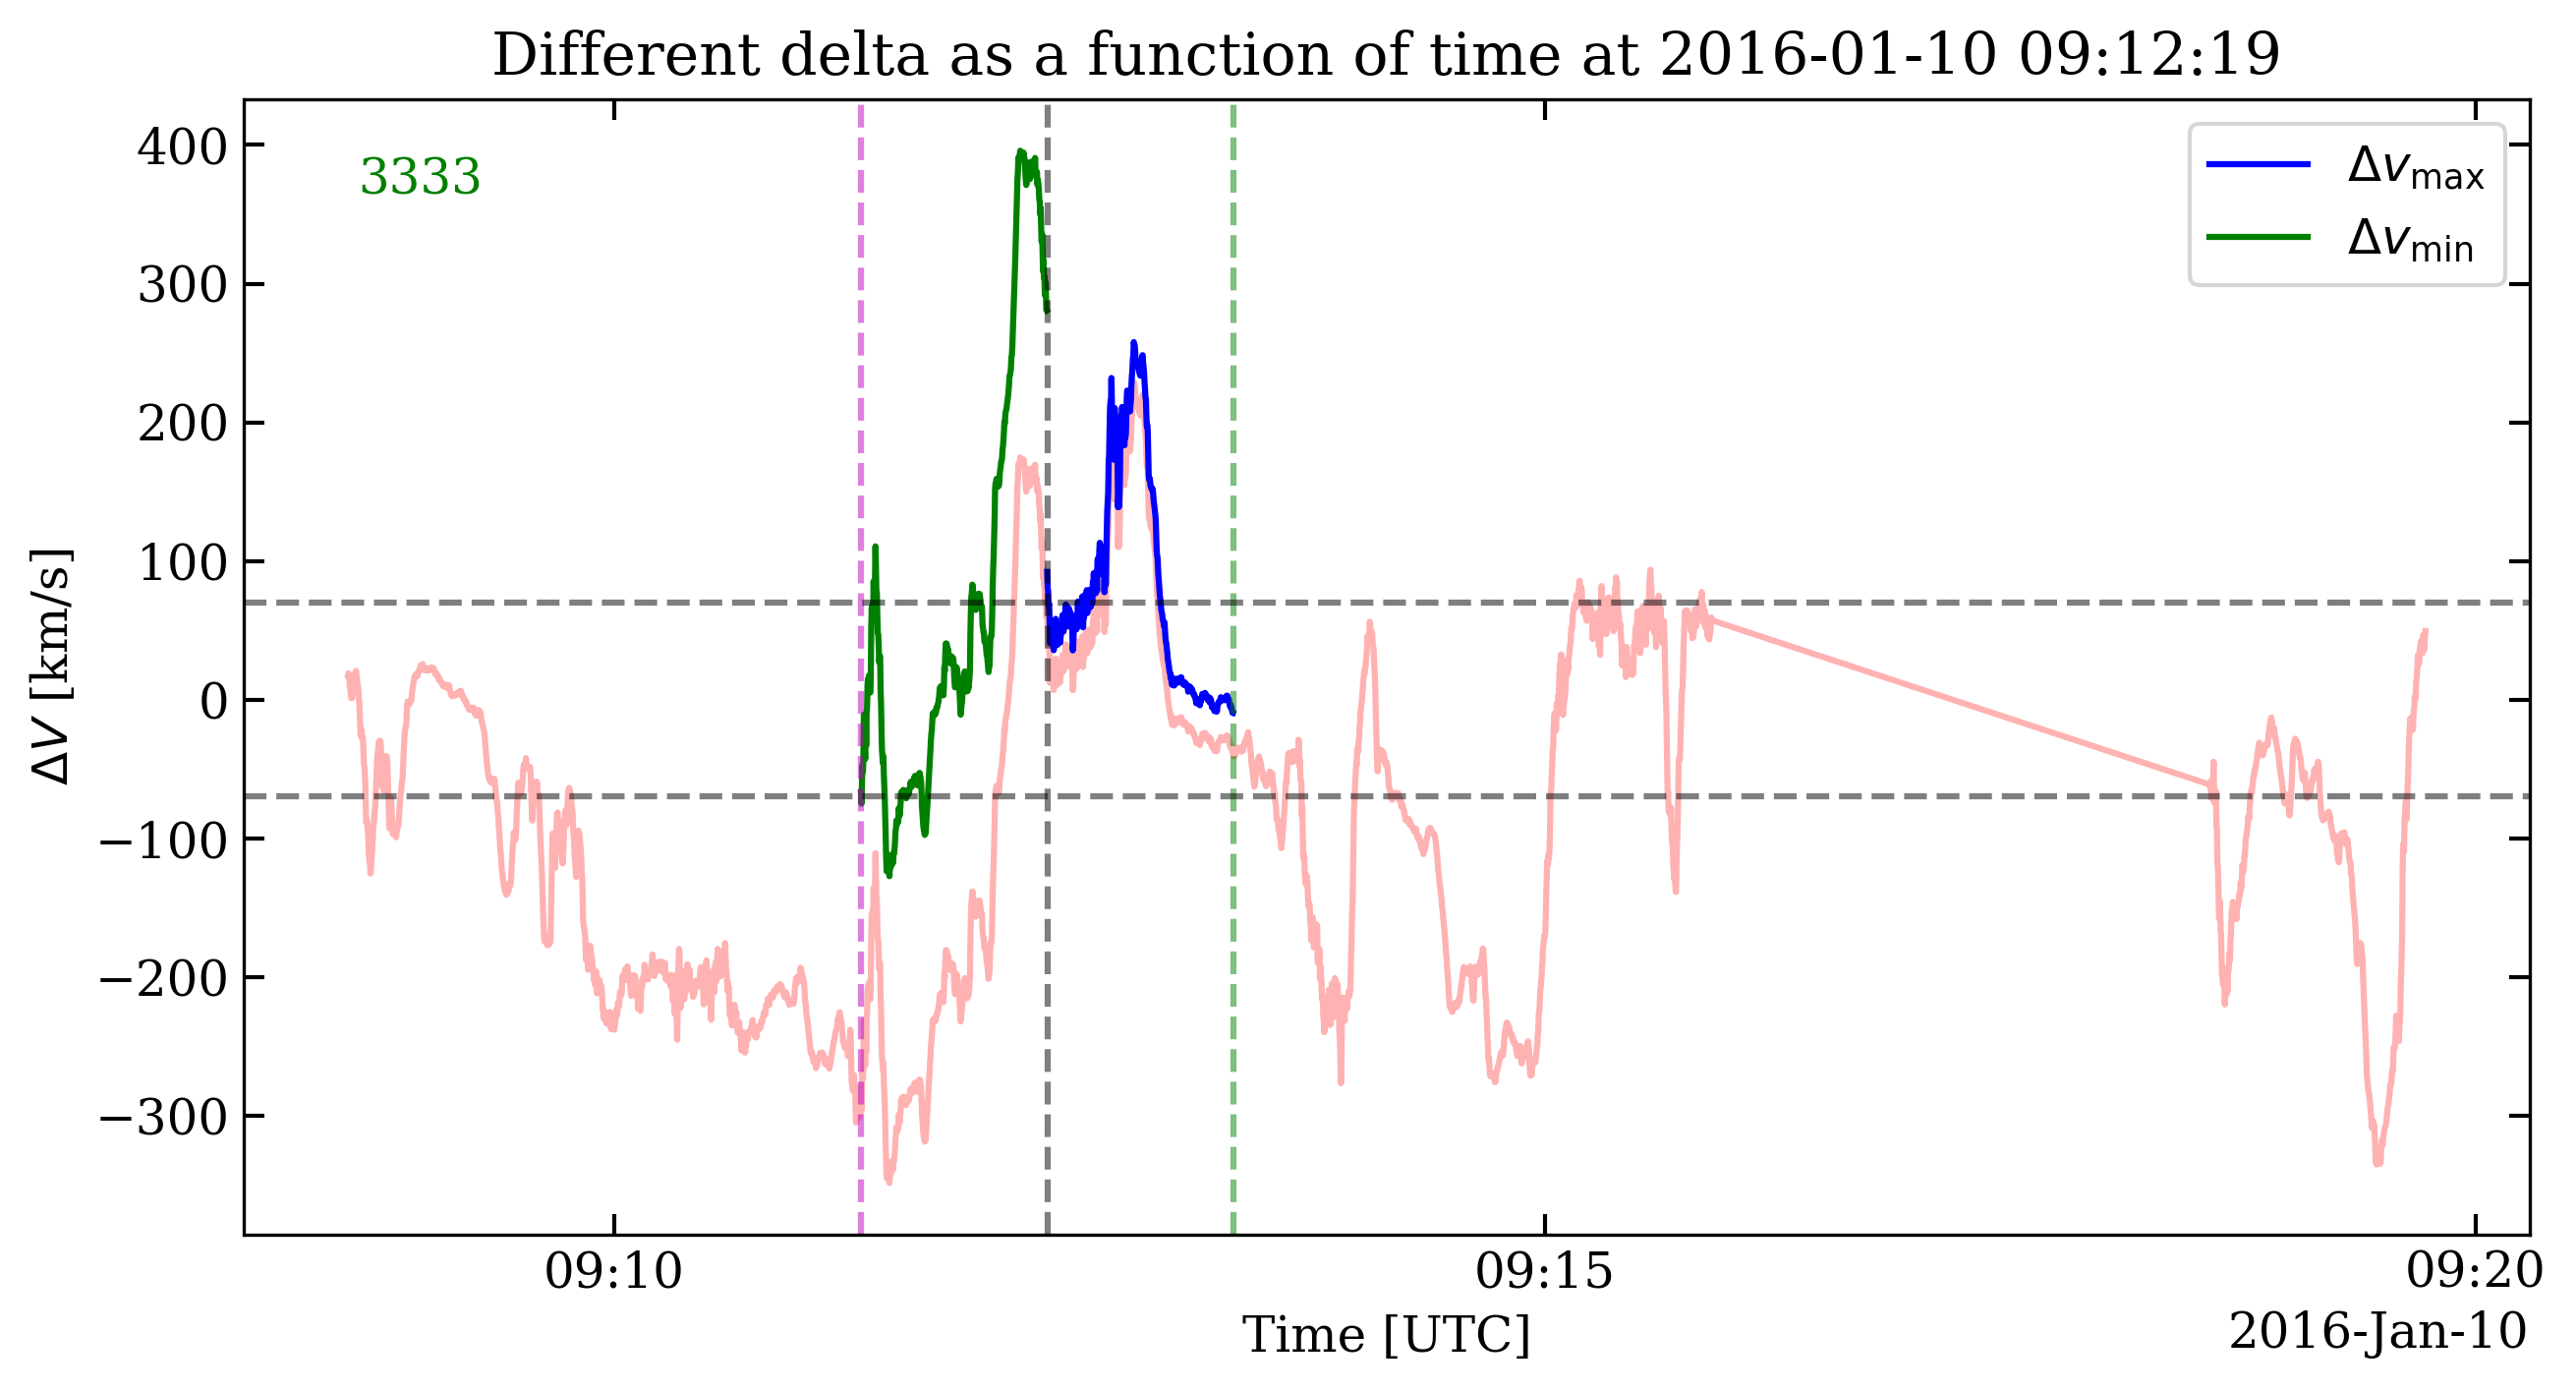 Different delta as a function of time at 2016-01-10 09:12:19
400
300
200
100
0
−100
−200
−300
ΔV [km/s]
3333
Δv_max
Δv_min
09:10
09:15
09:20
Time [UTC]
2016-Jan-10